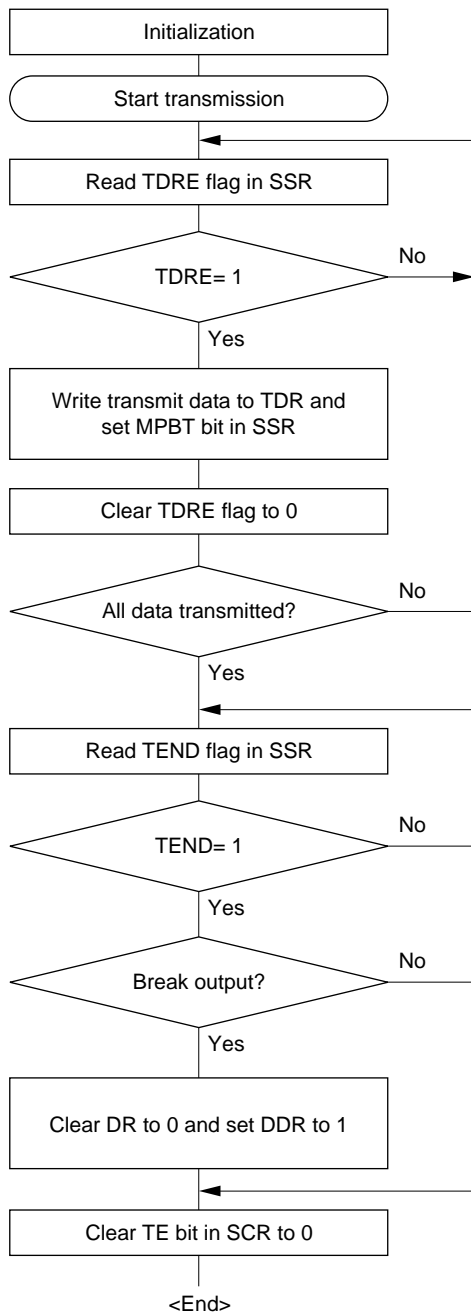 Initialization
Start transmission
Read TDRE flag in SSR
TDRE= 1
No
Yes
Write transmit data to TDR and
set MPBT bit in SSR
Clear TDRE flag to 0
All data transmitted?
No
Yes
Read TEND flag in SSR
TEND= 1
No
Yes
Break output?
No
Yes
Clear DR to 0 and set DDR to 1
Clear TE bit in SCR to 0
<End>